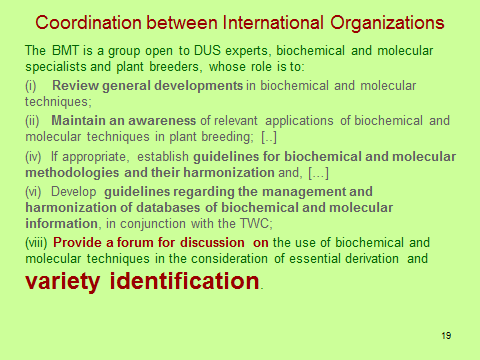 Coordination between International Organizations
The BMT is a group open to DUS experts, biochemical and molecular
specialists and plant breeders, whose role is to:
(i) Review general developments in biochemical and molecular
techniques;
(ii) Maintain an awareness of relevant applications of biochemical and
molecular techniques in plant breeding; [..]
(iv) If appropriate, establish guidelines for biochemical and molecular
methodologies and their harmonization and, […]
(vi) Develop guidelines regarding the management and
harmonization of databases of biochemical and molecular
information, in conjunction with the TWC;
(viii) Provide a forum for discussion on the use of biochemical and
molecular techniques in the consideration of essential derivation and
variety identification.
19